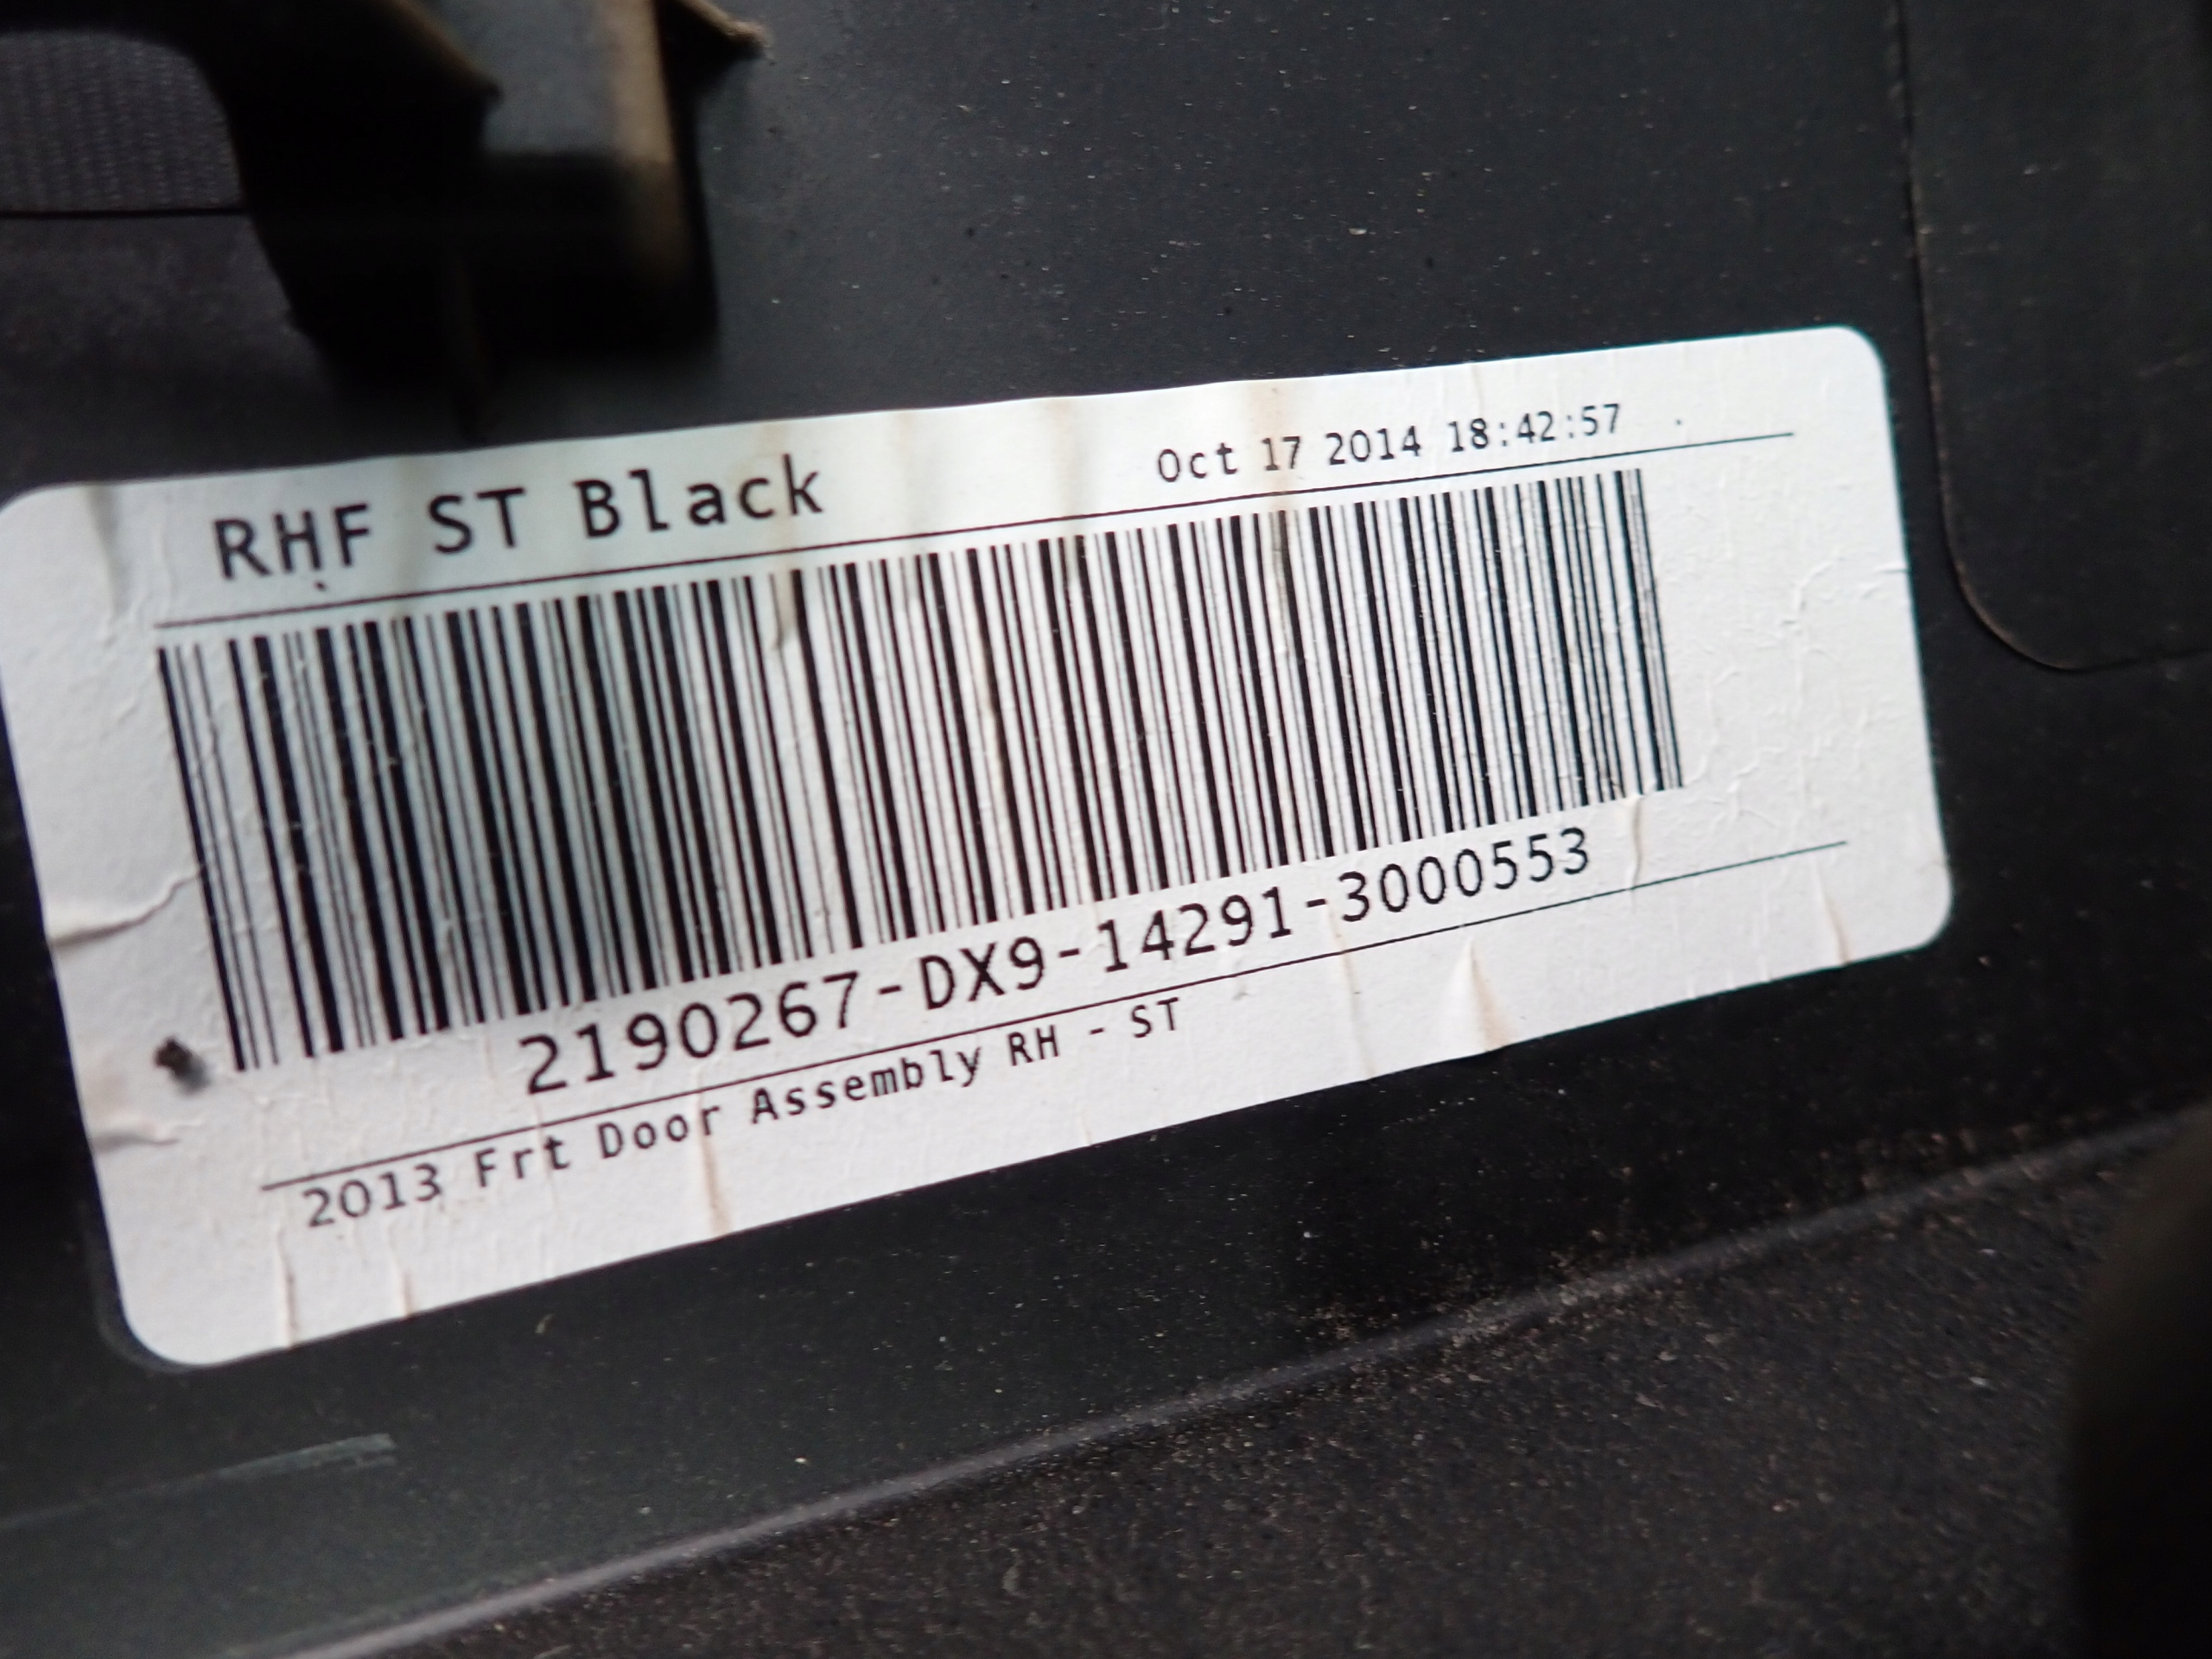 RHF ST Black
Oct 17 2014 18:42:57
2190267-DX9-14291-3000553
2013 Frt Door Assembly RH - ST